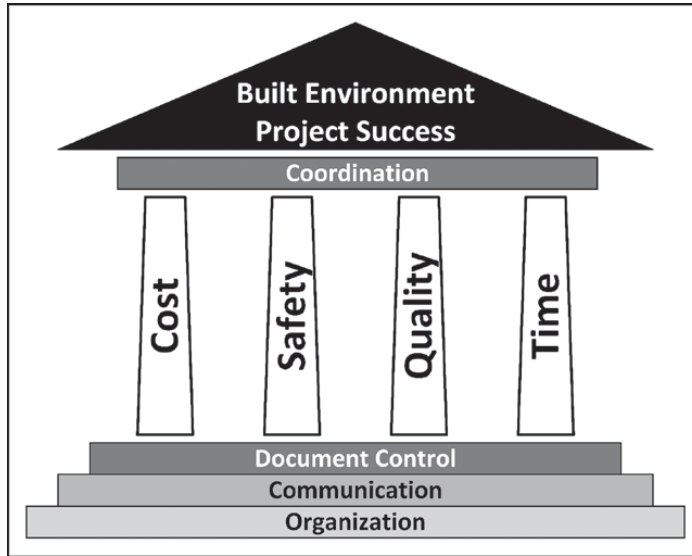 Built Environment
Project Success
Coordination
Cost
Safety
Quality
Time
Document Control
Communication
Organization